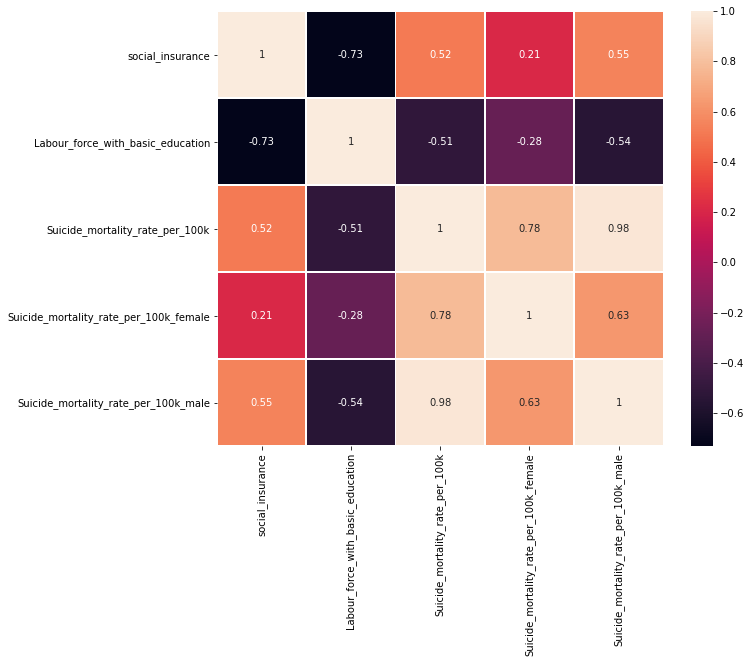 social_insurance 1 -0.73 0.52 0.21 0.55
Labour_force_with_basic_education -0.73 1 -0.51 -0.28 -0.54
Suicide_mortality_rate_per_100k 0.52 -0.51 1 0.78 0.98
Suicide_mortality_rate_per_100k_female 0.21 -0.28 0.78 1 0.63
Suicide_mortality_rate_per_100k_male 0.55 -0.54 0.98 0.63 1
social_insurance
Labour_force_with_basic_education
Suicide_mortality_rate_per_100k
Suicide_mortality_rate_per_100k_female
Suicide_mortality_rate_per_100k_male
1.0
0.8
0.6
0.4
0.2
0.0
−0.2
−0.4
−0.6